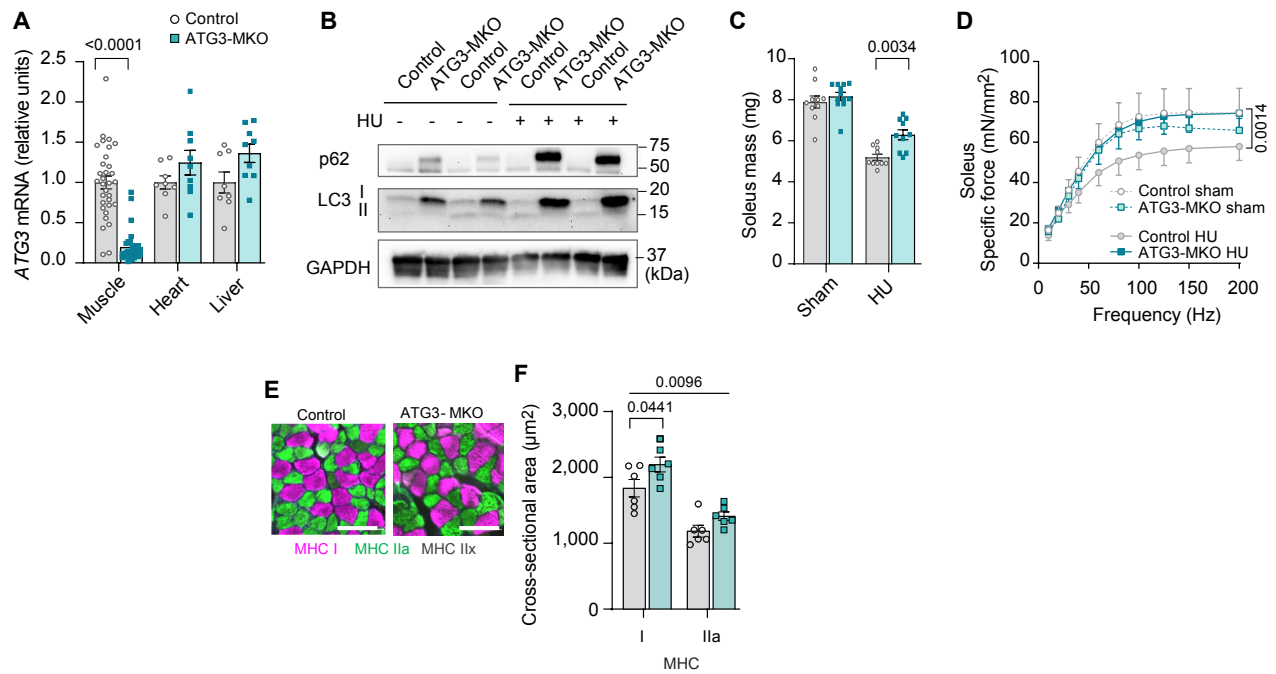 A
Control
ATG3-MKO
<0.0001
ATG3 mRNA (relative units)
2.5
2.0
1.5
1.0
0.5
0.0
Muscle
Heart
Liver
B
Control
ATG3-MKO
Control
ATG3-MKO
Control
ATG3-MKO
Control
ATG3-MKO
HU - - - - + + + +
p62
75
50
LC3 I
II
20
15
GAPDH
37
(kDa)
C
0.0034
Soleus mass (mg)
10
8
6
4
2
0
Sham
HU
D
Soleus
Specific force (mN/mm²)
100
80
60
40
20
0
0.0014
Control sham
ATG3-MKO sham
Control HU
ATG3-MKO HU
0 50 100 150 200
Frequency (Hz)
E
Control
ATG3- MKO
MHC I MHC IIa MHC IIx
F
0.0096
0.0441
Cross-sectional area (μm2)
3,000
2,000
1,000
0
I
IIa
MHC